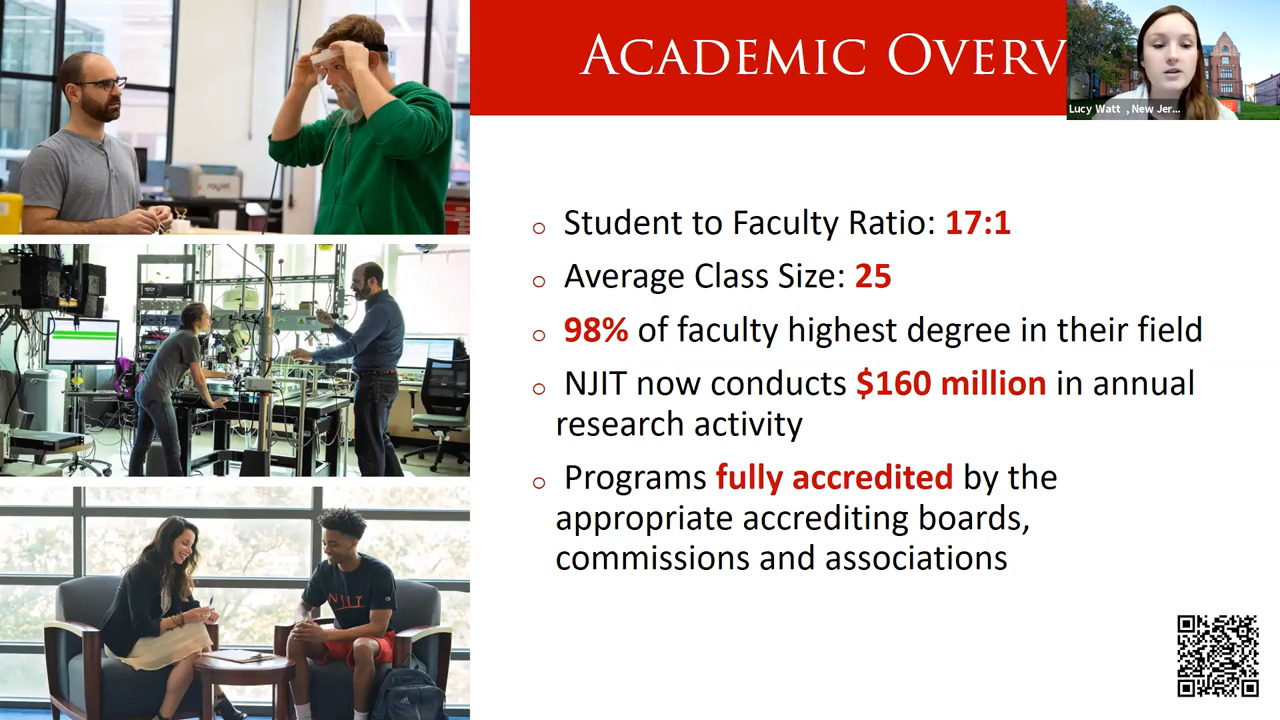 ACADEMIC OVERV
Lucy Watt , New Jer...
Student to Faculty Ratio: 17:1
Average Class Size: 25
98% of faculty highest degree in their field
NJIT now conducts $160 million in annual
research activity
Programs fully accredited by the
appropriate accrediting boards,
commissions and associations
NJIT